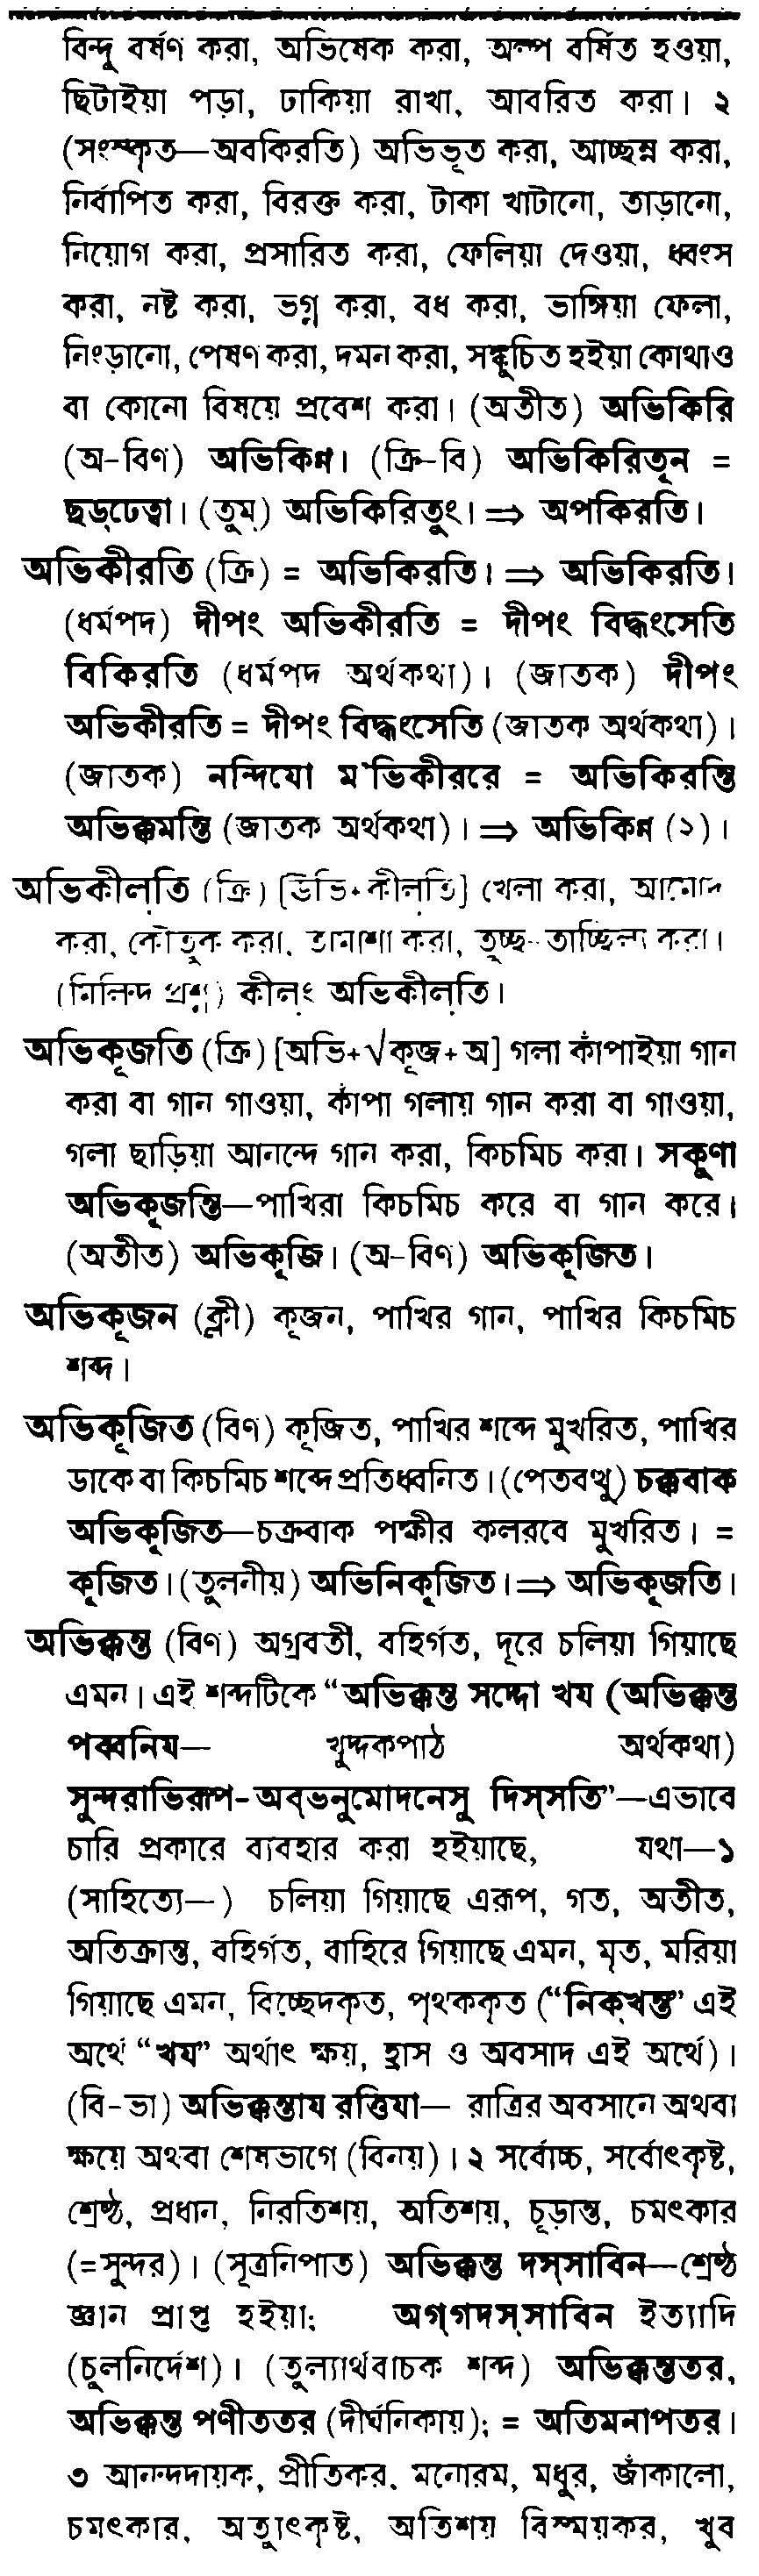 বিন্দু বর্ষণ করা, অভিষেক করা, অল্প বর্ষিত হওয়া,
ছিটাইয়া পড়া, ঢাকিয়া রাখা, আবরিত করা। ২
(সংস্কৃত—অবকিরতি) অভিভূত করা, আচ্ছন্ন করা,
নির্বাপিত করা, বিরক্ত করা, টাকা খাটানো, তাড়ানো,
নিয়োগ করা, প্রসারিত করা, ফেলিয়া দেওয়া, ধ্বংস
করা, নষ্ট করা, ভগ্ন করা, বধ করা, ভাঙ্গিয়া ফেলা,
নিংড়ানো, পেষণ করা, দমন করা, সঙ্কুচিত হইয়া কোথাও
বা কোনো বিষয়ে প্রবেশ করা। (অতীত) অভিকিরি
(অ-বিণ) অভিকিণ্ণ। (ক্রি-বি) অভিকিরিতূন =
ছড্ঢেত্বা। (তুম্) অভিকিরিতুং। ⇒ অপকিরতি।
অভিকীরতি (ক্রি) = অভিকিরতি। ⇒ অভিকিরতি।
(ধর্মপদ) দীপং অভিকীরতি = দীপং বিদ্ধংসেতি
বিকিরতি (ধর্মপদ অর্থকথা)। (জাতক) দীপং
অভিকীরতি = দীপং বিদ্ধংসেতি (জাতক অর্থকথা)।
(জাতক) নন্দিযো ম'ভিকীররে = অভিকিরন্তি
অভিক্কমন্তি (জাতক অর্থকথা)। ⇒ অভিকিণ্ণ (১)।
অভিকীল়তি (ক্রি) [অভি+কীল়তি] খেলা করা, আমোদ
করা, কৌতুক করা, তামাশা করা, তুচ্ছ-তাচ্ছিল্য করা।
(মিলিন্দ প্রশ্ন) কীল়ং অভিকীল়তি।
অভিকূজতি (ক্রি) [অভি+√কূজ+অ] গলা কাঁপাইয়া গান
করা বা গান গাওয়া, কাঁপা গলায় গান করা বা গাওয়া,
গলা ছাড়িয়া আনন্দে গান করা, কিচমিচ করা। সকুণা
অভিকূজন্তি—পাখিরা কিচমিচ করে বা গান করে।
(অতীত) অভিকূজি। (অ-বিণ) অভিকূজিত।
অভিকূজন (ক্লী) কূজন, পাখির গান, পাখির কিচমিচ
শব্দ।
অভিকূজিত (বিণ) কূজিত, পাখির শব্দে মুখরিত, পাখির
ডাকে বা কিচমিচ শব্দে প্রতিধ্বনিত। (পেতবত্থু) চক্কবাক
অভিকূজিত—চক্রবাক পক্ষীর কলরবে মুখরিত। =
কূজিত। (তুলনীয়) অভিনিকূজিত। ⇒ অভিকূজতি।
অভিক্কন্ত (বিণ) অগ্রবর্তী, বহির্গত, দূরে চলিয়া গিয়াছে
এমন। এই শব্দটিকে "অভিক্কন্ত সদ্দো খয (অভিক্কন্ত
পব্বনিয— খুদ্দকপাঠ অর্থকথা)
সুন্দরাভিরূপ-অব্ভনুমোদনেসু দিস্সতি"—এভাবে
চারি প্রকারে ব্যবহার করা হইয়াছে, যথা—১
(সাহিত্যে—) চলিয়া গিয়াছে এরূপ, গত, অতীত,
অতিক্রান্ত, বহির্গত, বাহিরে গিয়াছে এমন, মৃত, মরিয়া
গিয়াছে এমন, বিচ্ছেদকৃত, পৃথককৃত ("নিক্খন্ত" এই
অর্থে "খয" অর্থাৎ ক্ষয়, হ্রাস ও অবসাদ এই অর্থে)।
(বি-ভা) অভিক্কন্তায রত্তিযা— রাত্রির অবসানে অথবা
ক্ষয়ে অথবা শেষভাগে (বিনয়)। ২ সর্বোচ্চ, সর্বোৎকৃষ্ট,
শ্রেষ্ঠ, প্রধান, নিরতিশয়, অতিশয়, চূড়ান্ত, চমৎকার
(=সুন্দর)। (সূত্রনিপাত) অভিক্কন্ত দস্সাবিন—শ্রেষ্ঠ
জ্ঞান প্রাপ্ত হইয়া; অগ্গদস্সাবিন ইত্যাদি
(চুলনির্দেশ)। (তুল্যার্থবাচক শব্দ) অভিক্কন্ততর,
অভিক্কন্ত পণীততর (দীর্ঘনিকায়); = অতিমনাপতর।
৩ আনন্দদায়ক, প্রীতিকর, মনোরম, মধুর, জাঁকালো,
চমৎকার, অত্যুৎকৃষ্ট, অতিশয় বিস্ময়কর, খুব